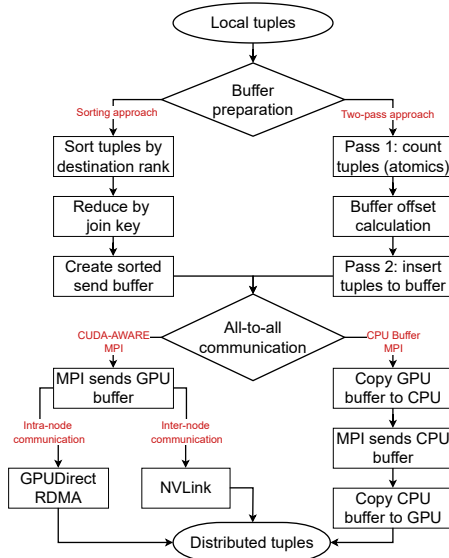 Local tuples
Buffer
preparation
Sorting approach
Two-pass approach
Sort tuples by
destination rank
Pass 1: count
tuples (atomics)
Reduce by
join key
Buffer offset
calculation
Create sorted
send buffer
Pass 2: insert
tuples to buffer
All-to-all
communication
CUDA-AWARE
MPI
CPU Buffer
MPI
MPI sends GPU
buffer
Copy GPU
buffer to CPU
Intra-node
communication
Inter-node
communication
MPI sends CPU
buffer
GPUDirect
RDMA
NVLink
Copy CPU
buffer to GPU
Distributed tuples